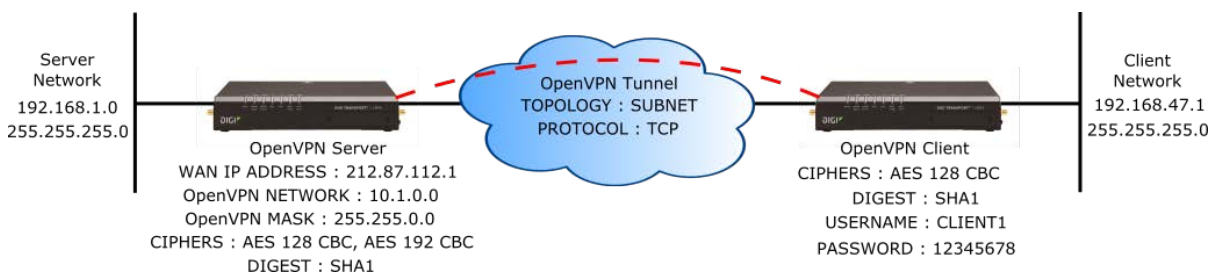 Server
Network
192.168.1.0
255.255.255.0
DIGI
OpenVPN Server
WAN IP ADDRESS : 212.87.112.1
OpenVPN NETWORK : 10.1.0.0
OpenVPN MASK : 255.255.0.0
CIPHERS : AES 128 CBC, AES 192 CBC
DIGEST : SHA1
OpenVPN Tunnel
TOPOLOGY : SUBNET
PROTOCOL : TCP
DIGI
OpenVPN Client
CIPHERS : AES 128 CBC
DIGEST : SHA1
USERNAME : CLIENT1
PASSWORD : 12345678
Client
Network
192.168.47.1
255.255.255.0